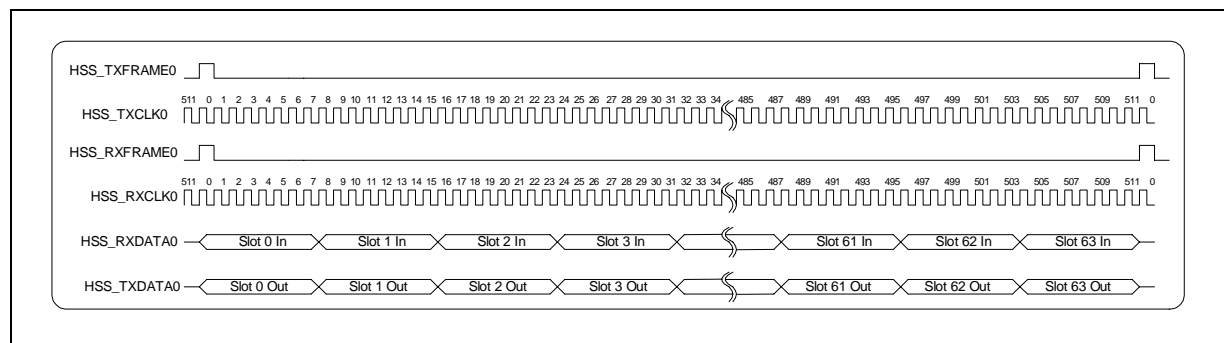 HSS_TXFRAME0
511 0 1 2 3 4 5 6 7 8 9 10 11 12 13 14 15 16 17 18 19 20 21 22 23 24 25 26 27 28 29 30 31 32 33 34 485 487 489 491 493 495 497 499 501 503 505 507 509 511 0
HSS_TXCLK0
HSS_RXFRAME0
511 0 1 2 3 4 5 6 7 8 9 10 11 12 13 14 15 16 17 18 19 20 21 22 23 24 25 26 27 28 29 30 31 32 33 34 485 487 489 491 493 495 497 499 501 503 505 507 509 511 0
HSS_RXCLK0
HSS_RXDATA0 Slot 0 In Slot 1 In Slot 2 In Slot 3 In Slot 61 In Slot 62 In Slot 63 In
HSS_TXDATA0 Slot 0 Out Slot 1 Out Slot 2 Out Slot 3 Out Slot 61 Out Slot 62 Out Slot 63 Out